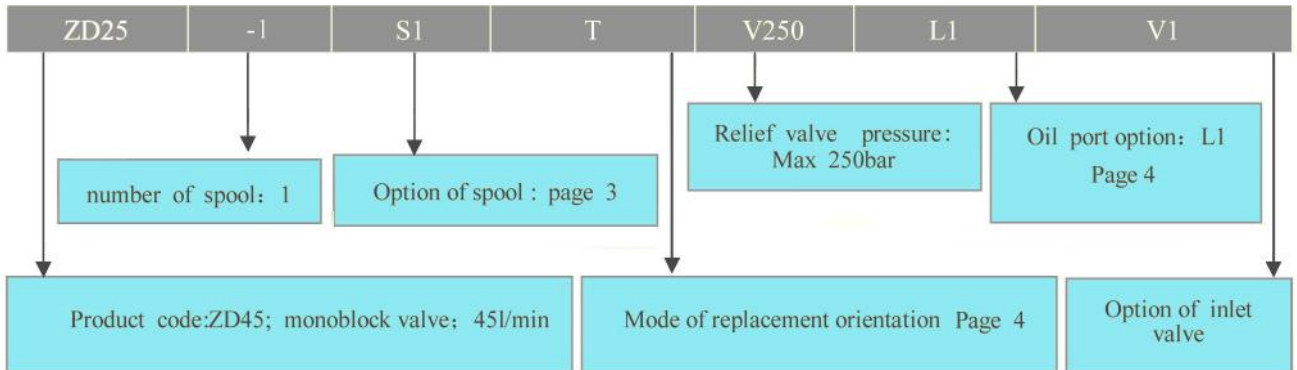 ZD25 -1 S1 T V250 L1 V1
Relief valve pressure:
Max 250bar
Oil port option: L1
Page 4
number of spool: 1
Option of spool : page 3
Product code:ZD45; monoblock valve; 45l/min
Mode of replacement orientation Page 4
Option of inlet
valve